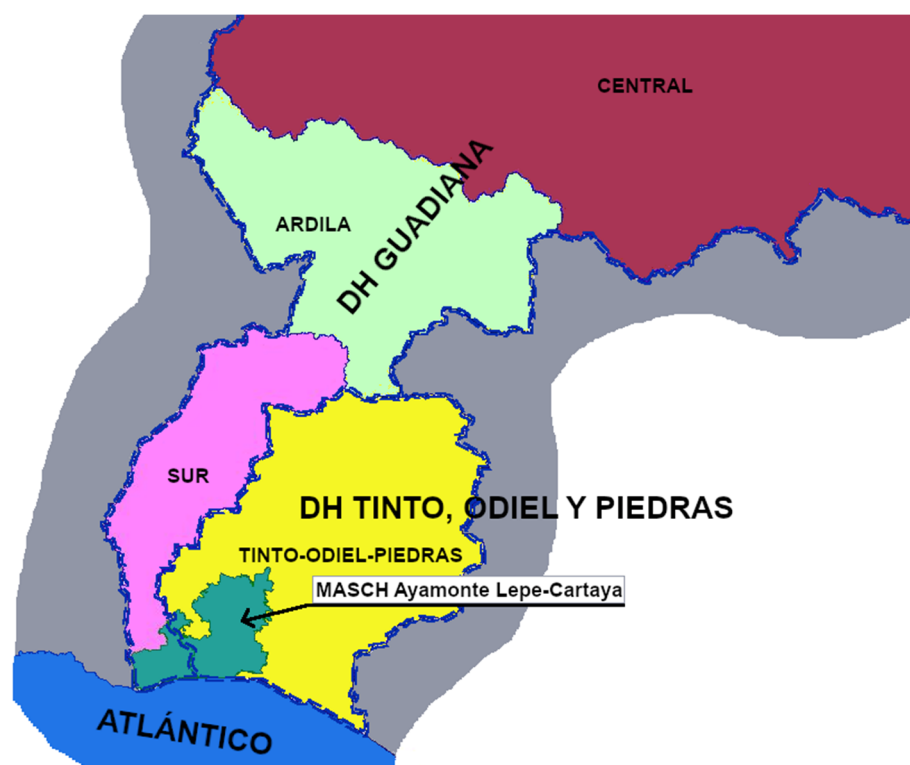 CENTRAL
DH GUADIANA
ARDILA
SUR
DH TINTO, ODIEL Y PIEDRAS
TINTO-ODIEL-PIEDRAS
MASCH Ayamonte Lepe-Cartaya
ATLÁNTICO